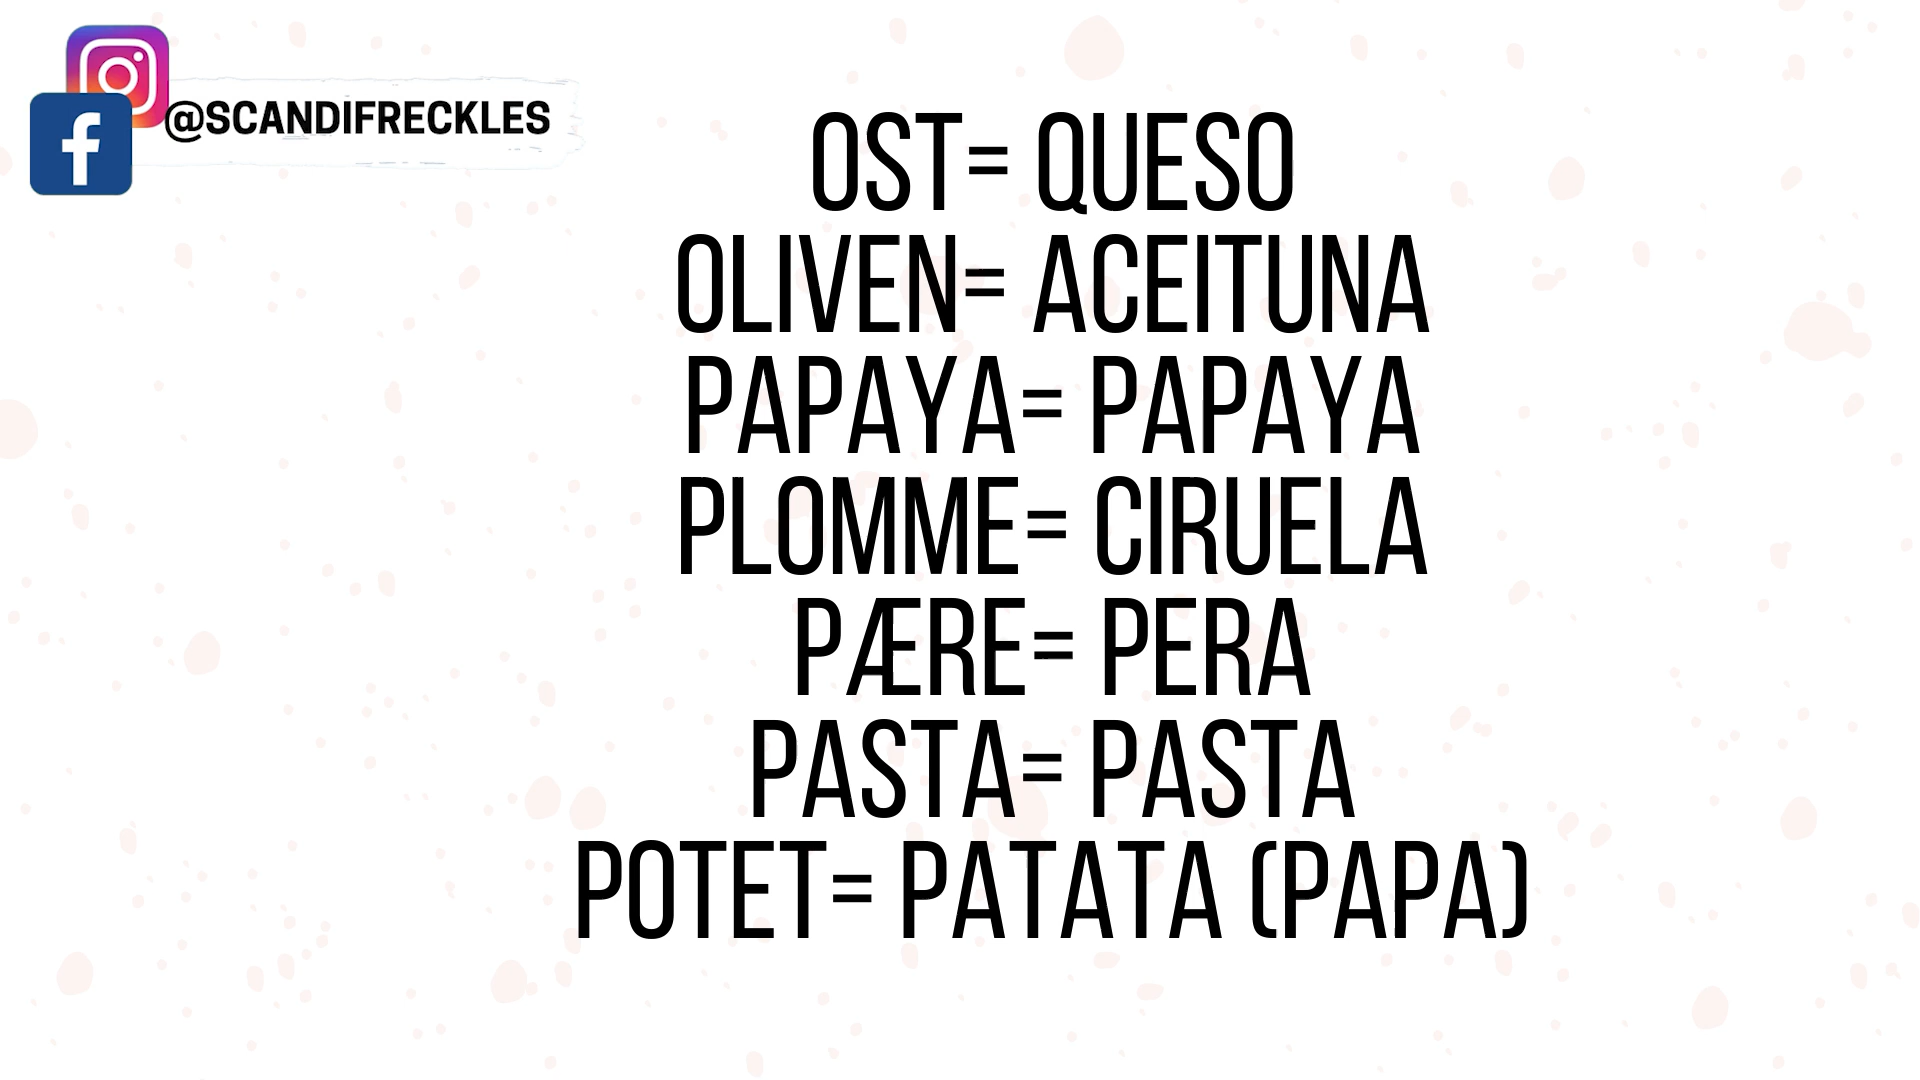 @SCANDIFRECKLES
OST= QUESO
OLIVEN= ACEITUNA
PAPAYA= PAPAYA
PLOMME= CIRUELA
PÆRE= PERA
PASTA= PASTA
POTET= PATATA (PAPA)